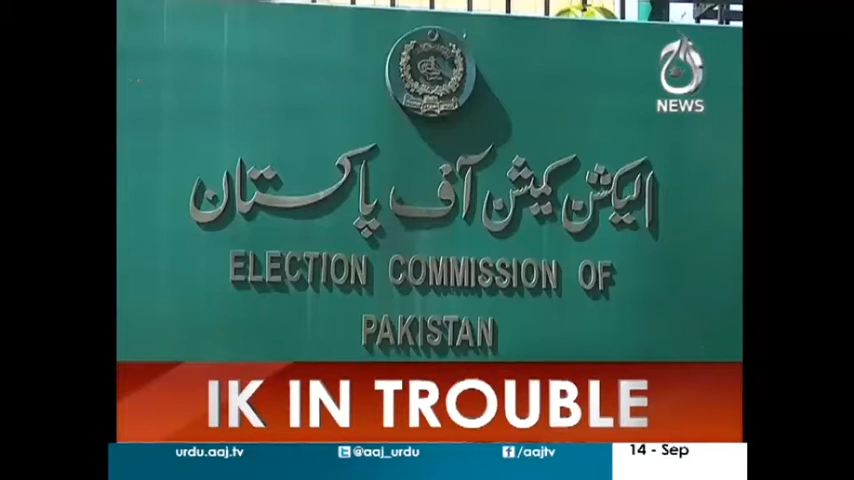 NEWS
الیکشن کمیشن آف پاکستان
ELECTION COMMISSION OF
PAKISTAN
IK IN TROUBLE
urdu.aaj.tv @aaj_urdu /aajtv 14 - Sep